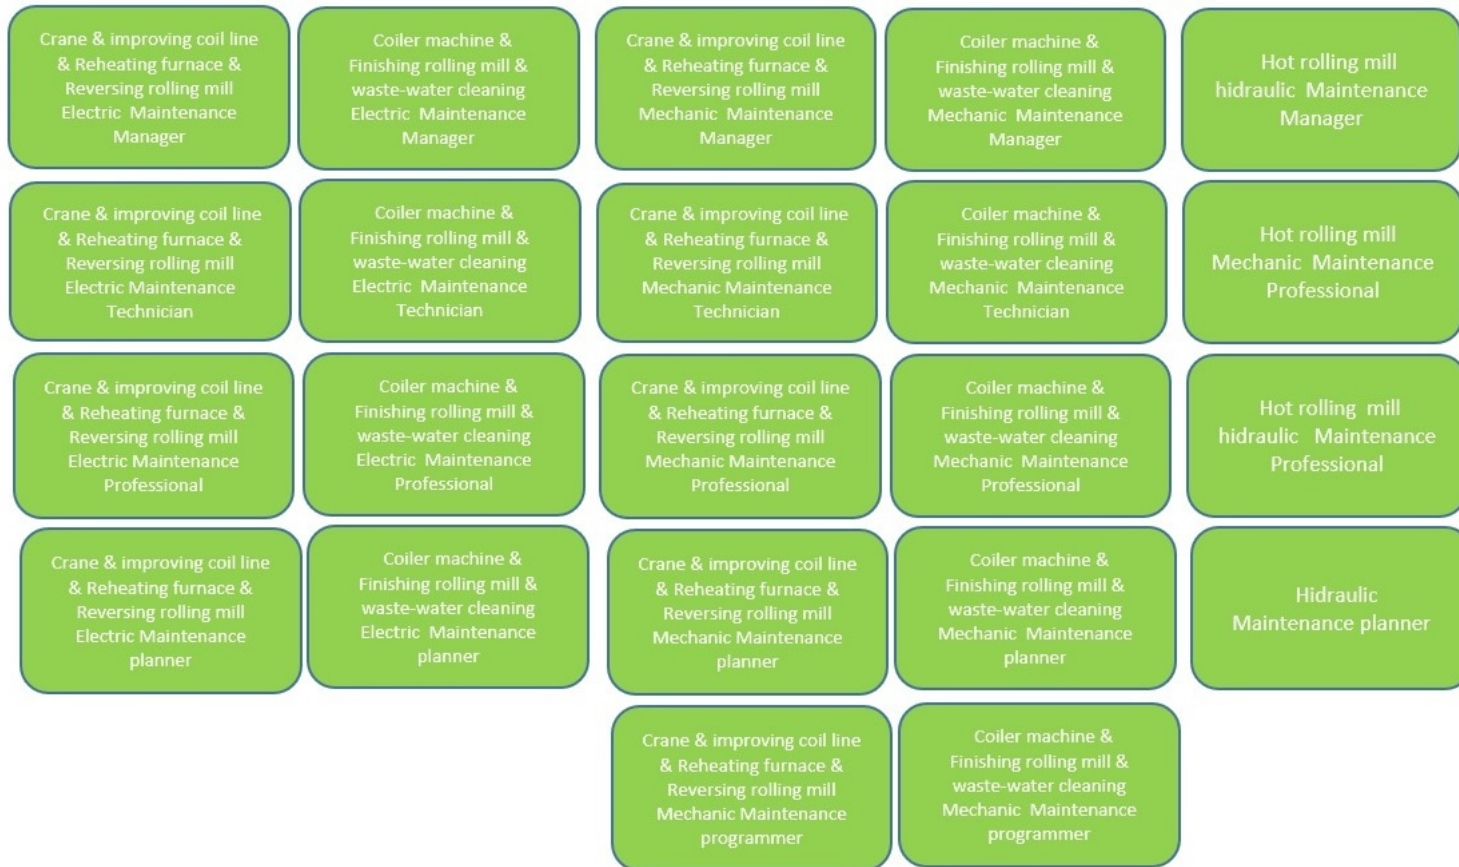 Crane & improving coil line
& Reheating furnace &
Reversing rolling mill
Electric Maintenance
Manager
Coiler machine &
Finishing rolling mill &
waste-water cleaning
Electric Maintenance
Manager
Crane & improving coil line
& Reheating furnace &
Reversing rolling mill
Mechanic Maintenance
Manager
Coiler machine &
Finishing rolling mill &
waste-water cleaning
Mechanic Maintenance
Manager
Hot rolling mill
hidraulic Maintenance
Manager
Crane & improving coil line
& Reheating furnace &
Reversing rolling mill
Electric Maintenance
Technician
Coiler machine &
Finishing rolling mill &
waste-water cleaning
Electric Maintenance
Technician
Crane & improving coil line
& Reheating furnace &
Reversing rolling mill
Mechanic Maintenance
Technician
Coiler machine &
Finishing rolling mill &
waste-water cleaning
Mechanic Maintenance
Technician
Hot rolling mill
Mechanic Maintenance
Professional
Crane & improving coil line
& Reheating furnace &
Reversing rolling mill
Electric Maintenance
Professional
Coiler machine &
Finishing rolling mill &
waste-water cleaning
Electric Maintenance
Professional
Crane & improving coil line
& Reheating furnace &
Reversing rolling mill
Mechanic Maintenance
Professional
Coiler machine &
Finishing rolling mill &
waste-water cleaning
Mechanic Maintenance
Professional
Hot rolling mill
hidraulic Maintenance
Professional
Crane & improving coil line
& Reheating furnace &
Reversing rolling mill
Electric Maintenance
planner
Coiler machine &
Finishing rolling mill &
waste-water cleaning
Electric Maintenance
planner
Crane & improving coil line
& Reheating furnace &
Reversing rolling mill
Mechanic Maintenance
planner
Coiler machine &
Finishing rolling mill &
waste-water cleaning
Mechanic Maintenance
planner
Hidraulic
Maintenance planner
Crane & improving coil line
& Reheating furnace &
Reversing rolling mill
Mechanic Maintenance
programmer
Coiler machine &
Finishing rolling mill &
waste-water cleaning
Mechanic Maintenance
programmer